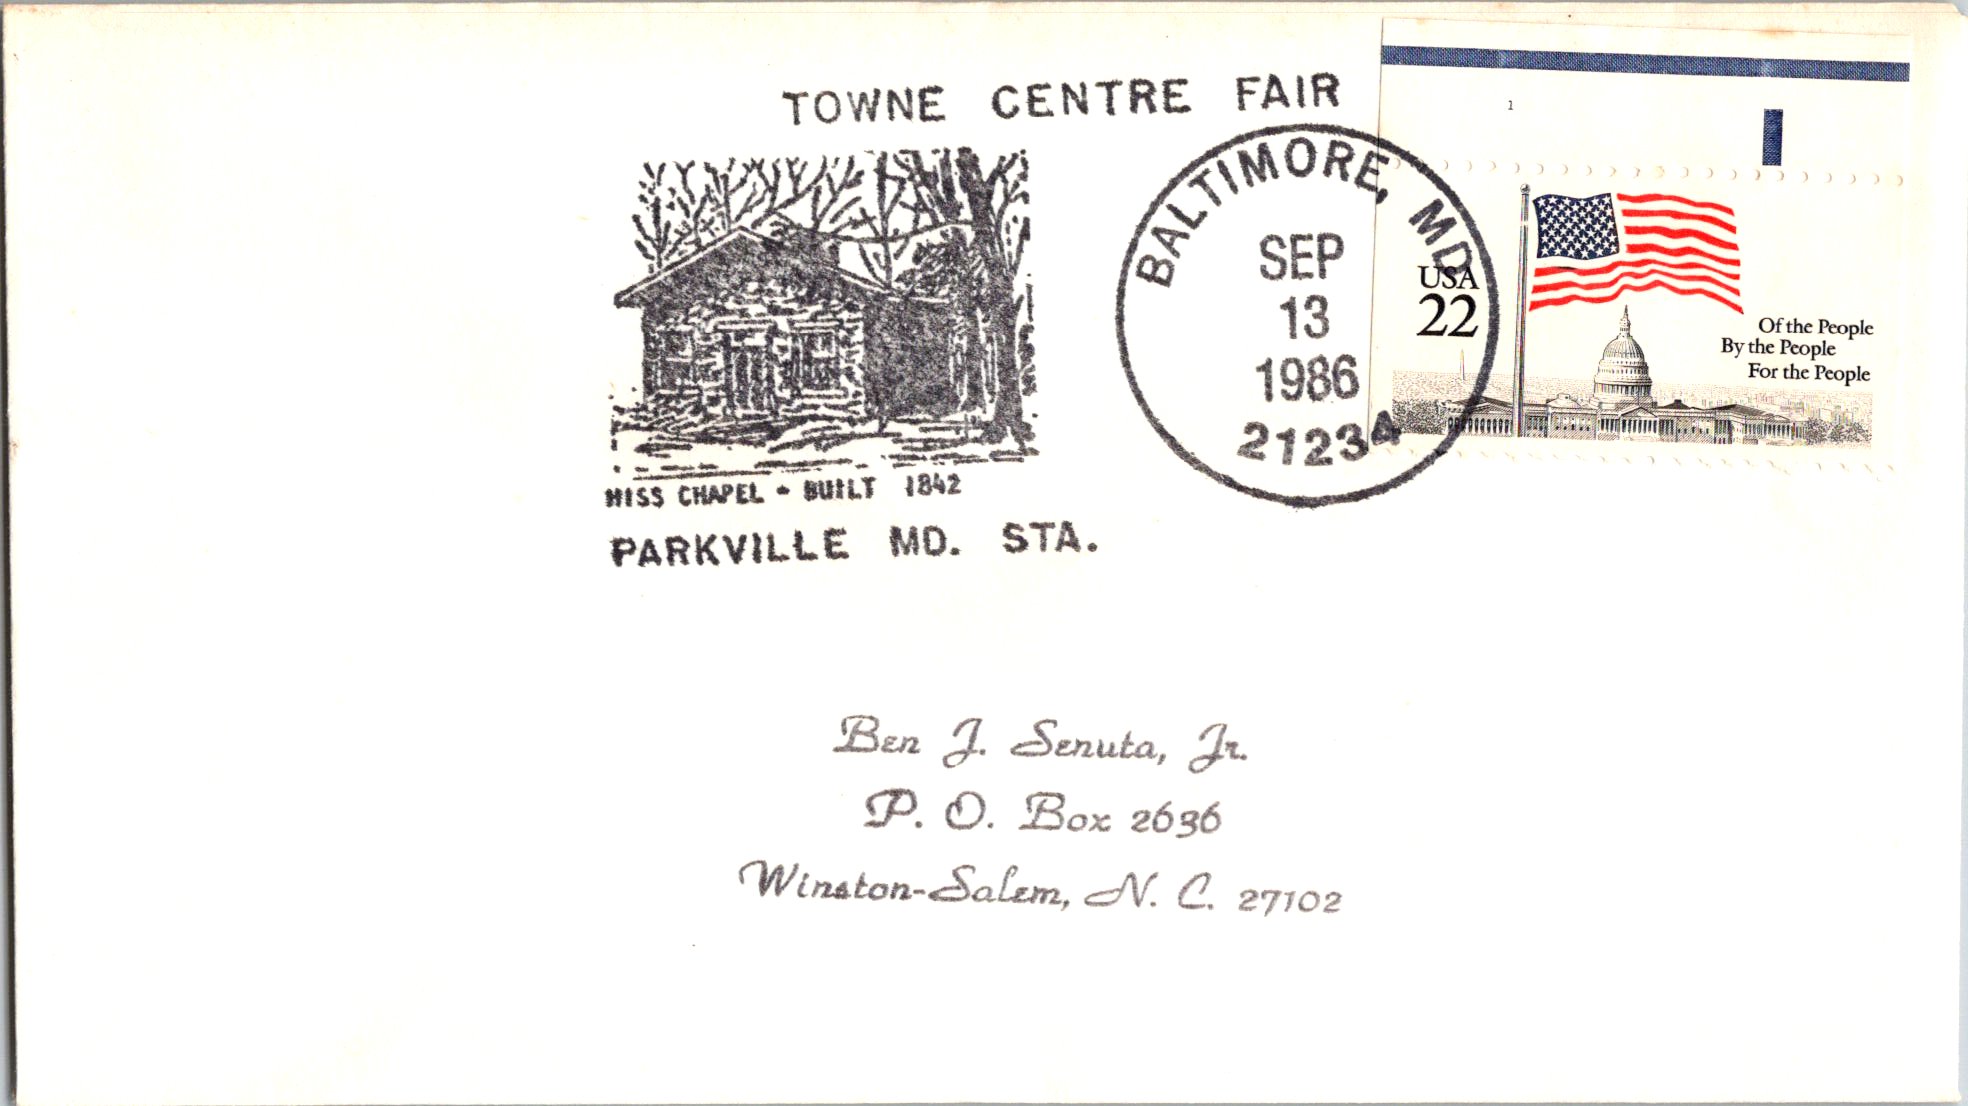 TOWNE CENTRE FAIR
HISS CHAPEL - BUILT 1842
PARKVILLE MD. STA.
BALTIMORE, MD
SEP
13
1986
21234
1
USA
22
Of the People
By the People
For the People
Ben J. Senuta, Jr.
P. O. Box 2636
Winston-Salem, N. C. 27102